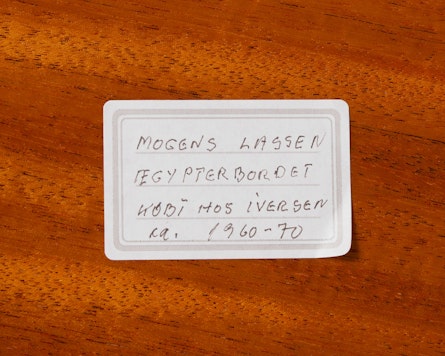 MOGENS LASSEN
ÆGYPTERBORDET
KØBT HOS IVERSEN
ca. 1960-70